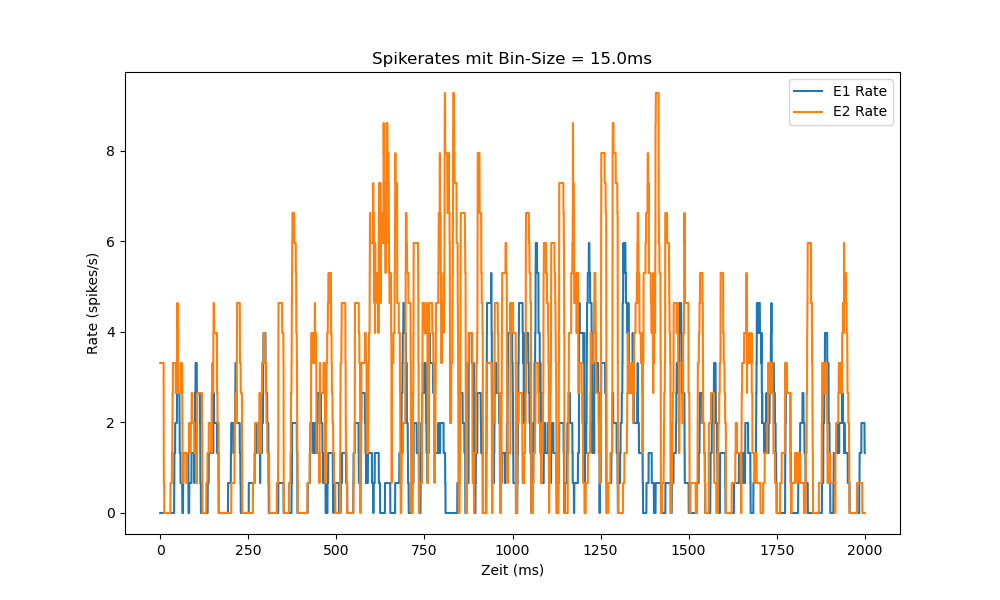 Spikerates mit Bin-Size = 15.0ms
E1 Rate
E2 Rate
Rate (spikes/s)
8
6
4
2
0
0 250 500 750 1000 1250 1500 1750 2000
Zeit (ms)